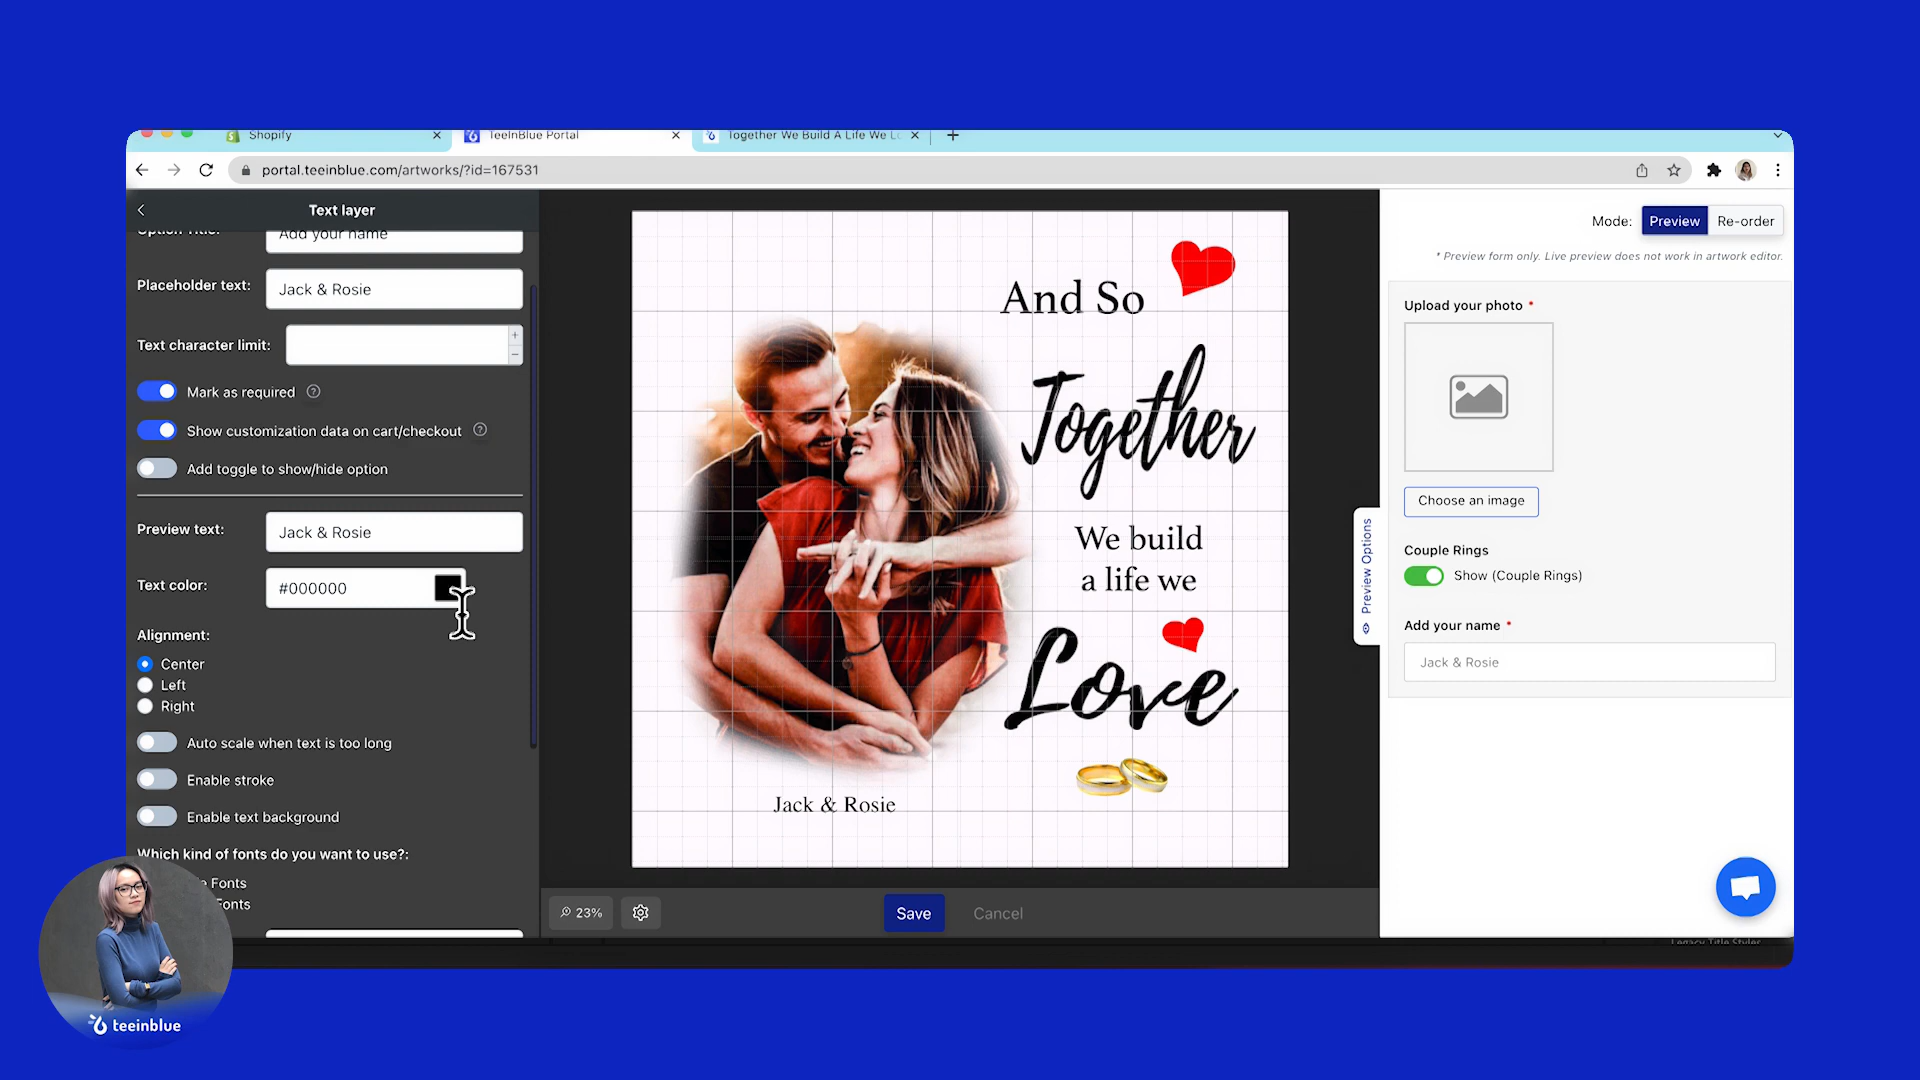 Shopify
TeeInBlue Portal
Together We Build A Life We Lo
portal.teeinblue.com/artworks/?id=167531
Text layer
Option Title:
Add your name
Placeholder text:
Jack & Rosie
Text character limit:
Mark as required
Show customization data on cart/checkout
Add toggle to show/hide option
Preview text:
Jack & Rosie
Text color:
#000000
Alignment:
Center
Left
Right
Auto scale when text is too long
Enable stroke
Enable text background
Which kind of fonts do you want to use?:
Fonts
Fonts
teeinblue
And So
Together
We build
a life we
Love
Jack & Rosie
23%
Save
Cancel
Preview Options
Mode:
Preview
Re-order
* Preview form only. Live preview does not work in artwork editor.
Upload your photo *
Choose an image
Couple Rings
Show (Couple Rings)
Add your name *
Jack & Rosie
Legacy Title Styler